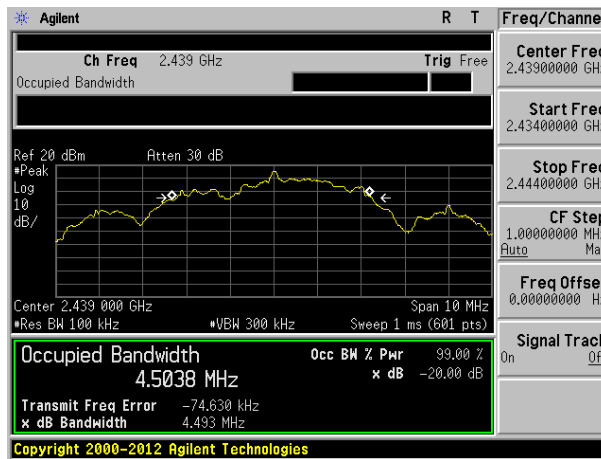 Agilent R T
Ch Freq 2.439 GHz Trig Free
Occupied Bandwidth
Ref 20 dBm Atten 30 dB
#Peak
Log
10
dB/
Center 2.439 000 GHz Span 10 MHz
#Res BW 100 kHz #VBW 300 kHz Sweep 1 ms (601 pts)
Occupied Bandwidth
4.5038 MHz
Occ BW % Pwr 99.00 %
x dB -20.00 dB
Transmit Freq Error -74.630 kHz
x dB Bandwidth 4.493 MHz
Copyright 2000-2012 Agilent Technologies
Freq/Channe
Center Fre
2.43900000 GH
Start Fre
2.43400000 GH
Stop Fre
2.44400000 GH
CF Ste
1.00000000 MH
Auto Ma
Freq Offse
0.00000000 H
Signal Trac
On Of